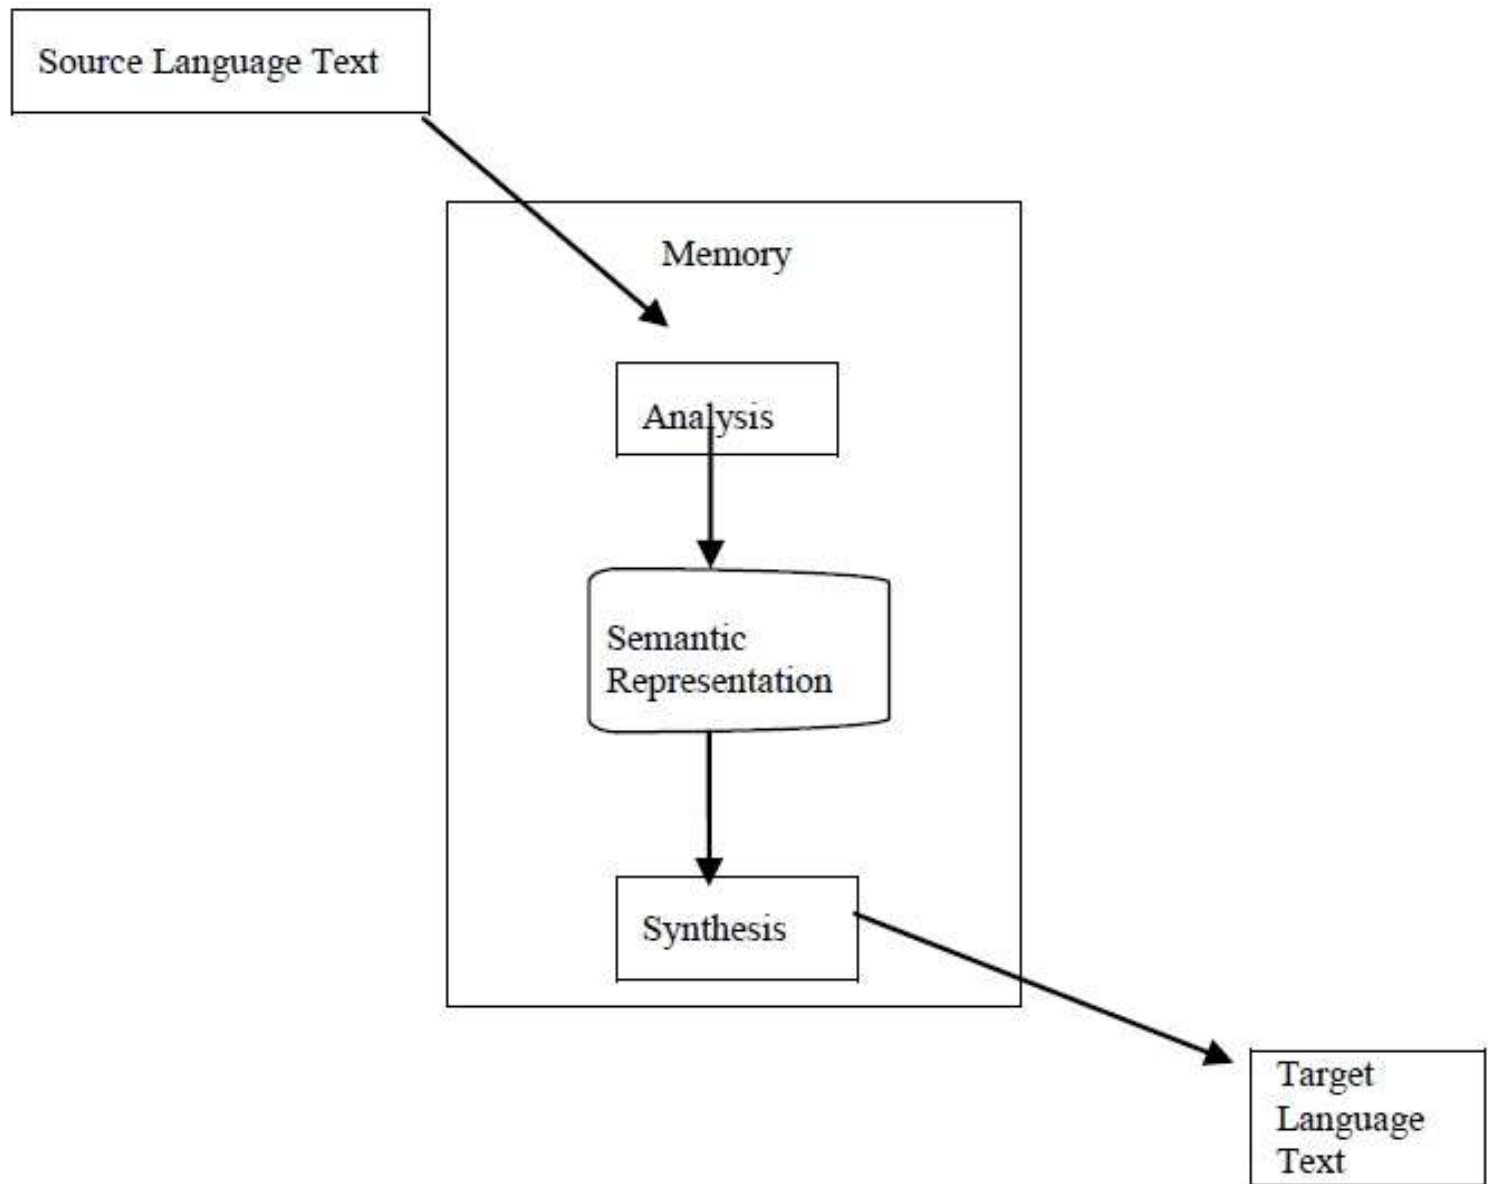 Source Language Text
Memory
Analysis
Semantic
Representation
Synthesis
Target
Language
Text